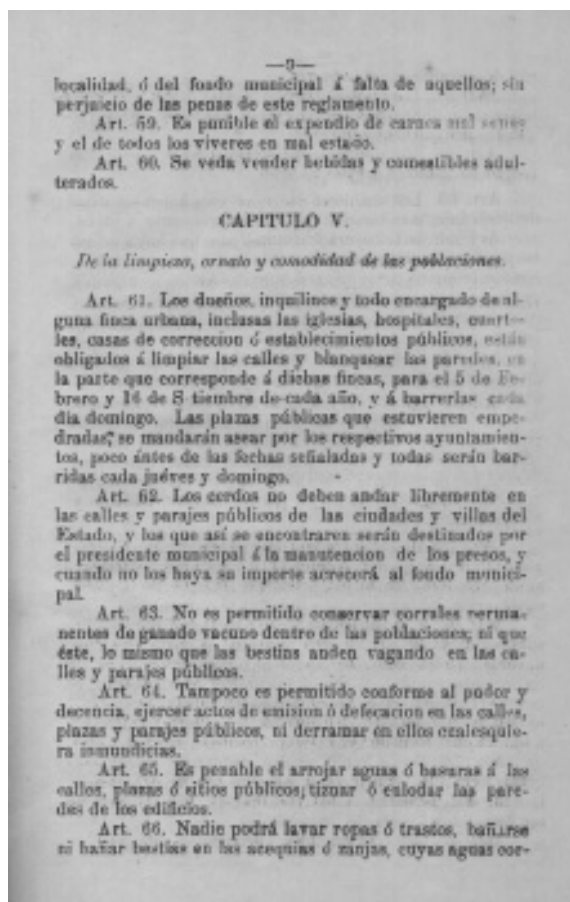 —9—
localidad, ó del fondo municipal á falta de aquellos; sin
perjuicio de las penas de este reglamento.
Art. 59. Es punible el expendio de carnes mal sanas
y el de todos los viveres en mal estado.
Art. 60. Se veda vender bebidas y comestibles adul-
terados.
CAPITULO V.
De la limpieza, ornato y comodidad de las poblaciones.
Art. 61. Los dueños, inquilinos y todo encargado de al-
guna finca urbana, inclusas las iglesias, hospitales, cuarte-
les, casas de correccion ó establecimientos públicos, están
obligados á limpiar las calles y blanquear las paredes, en
la parte que corresponde á dichas fincas, para el 5 de Fe-
brero y 16 de S tiembre de cada año, y á barrerlas cada
dia domingo. Las plazas públicas que estuvieren empe-
dradas, se mandarán asear por los respectivos ayuntamien-
tos, poco ántes de las fechas señaladas y todas serán bar-
ridas cada juéves y domingo.
Art. 62. Los cerdos no deben andar libremente en
las calles y parajes públicos de las ciudades y villas del
Estado, y los que así se encontraren serán destinados por
el presidente municipal á la manutencion de los presos, y
cuando no los haya su importe acrecerá al fondo munici-
pal.
Art. 63. No es permitido conservar corrales perma-
nentes de ganado vacuno dentro de las poblaciones; ni que
éste, lo mismo que las bestias anden vagando en las ca-
lles y parajes públicos.
Art. 64. Tampoco es permitido conforme al pudor y
decencia, ejercer actos de emision ó defecacion en las calles,
plazas y parajes públicos, ni derramar en ellos cualesquie-
ra inmundicias.
Art. 65. Es penable el arrojar aguas ó basuras á las
calles, plazas ó sitios públicos; tiznar ó enlodar las pare-
des de los edificios.
Art. 66. Nadie podrá lavar ropas ó trastos, bañarse
ni bañar bestias en las acequias ó zanjas, cuyas aguas cor-